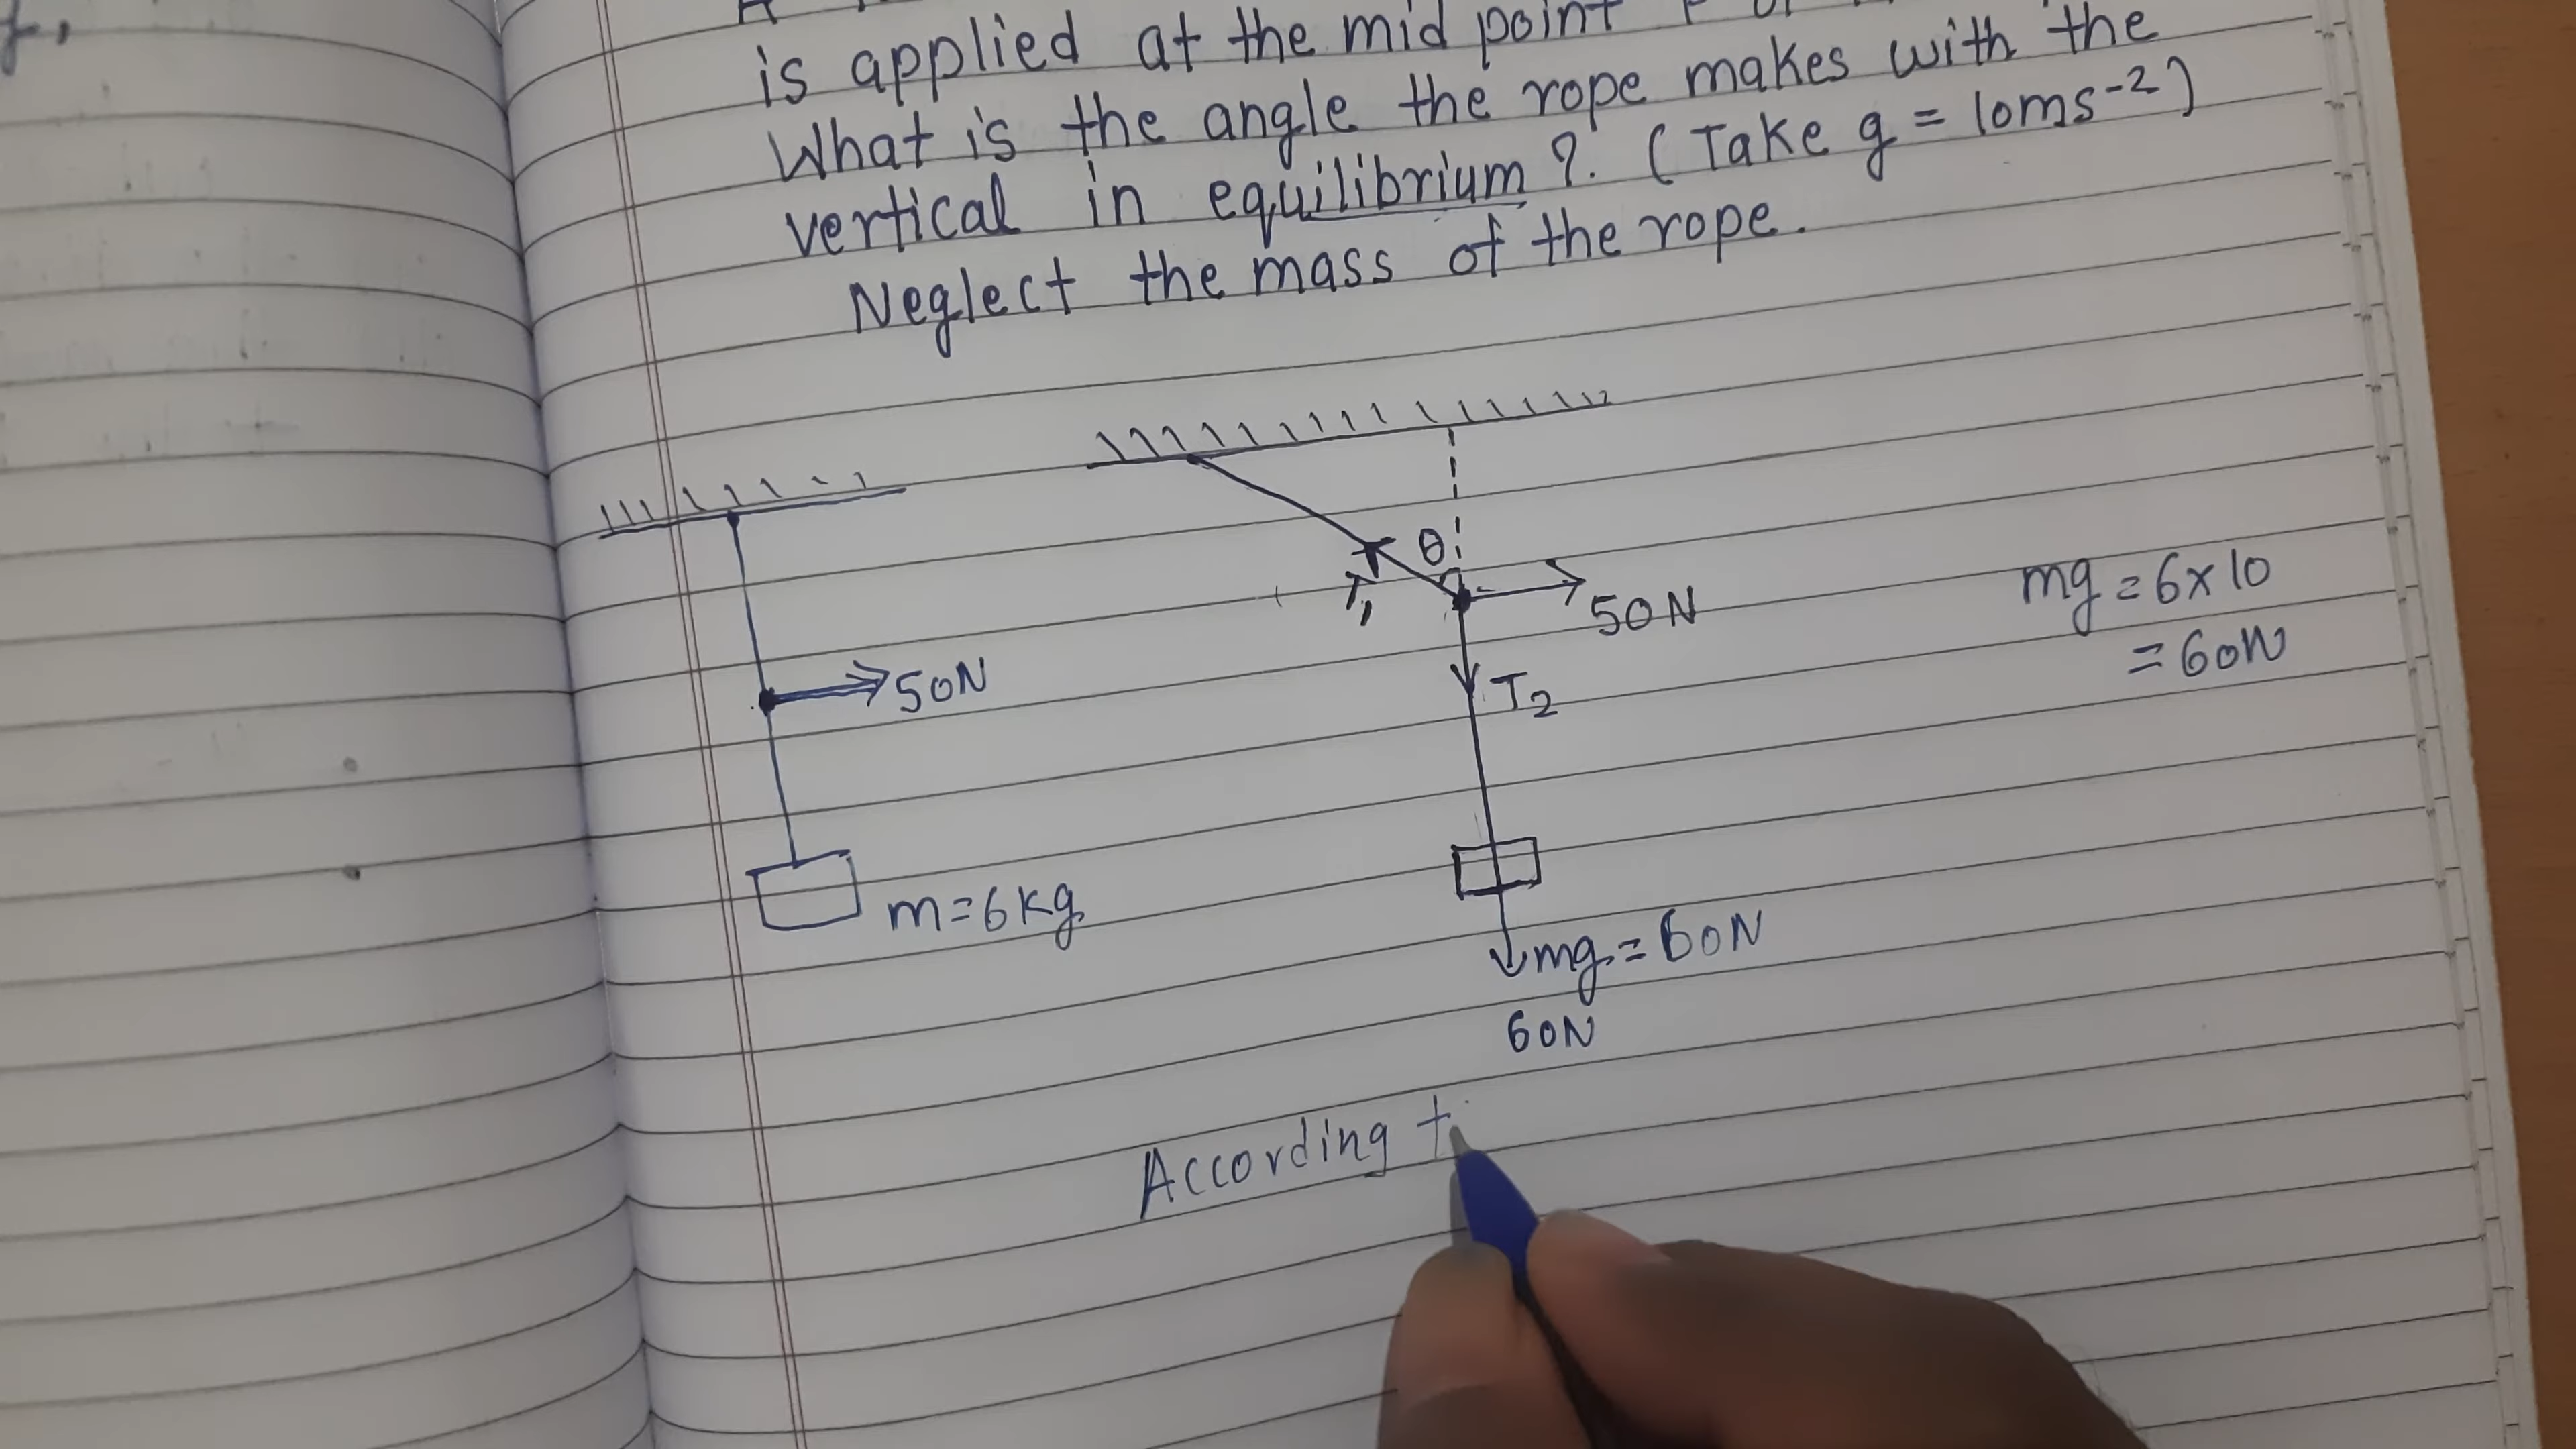 is applied at the mid point P of
What is the angle the rope makes with the
vertical in equilibrium ?. ( Take g = 10ms-2)
Neglect the mass of the rope.
θ
T1
50N
mg = 6x10
= 60N
50N
T2
m=6kg
mg = 60N
60N
According t